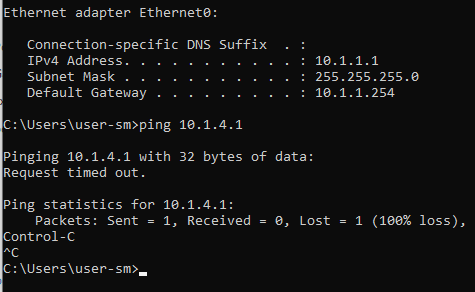 Ethernet adapter Ethernet0:
Connection-specific DNS Suffix  . :
IPv4 Address. . . . . . . . . . . : 10.1.1.1
Subnet Mask . . . . . . . . . . . : 255.255.255.0
Default Gateway . . . . . . . . . : 10.1.1.254
C:\Users\user-sm>ping 10.1.4.1
Pinging 10.1.4.1 with 32 bytes of data:
Request timed out.
Ping statistics for 10.1.4.1:
Packets: Sent = 1, Received = 0, Lost = 1 (100% loss),
Control-C
^C
C:\Users\user-sm>